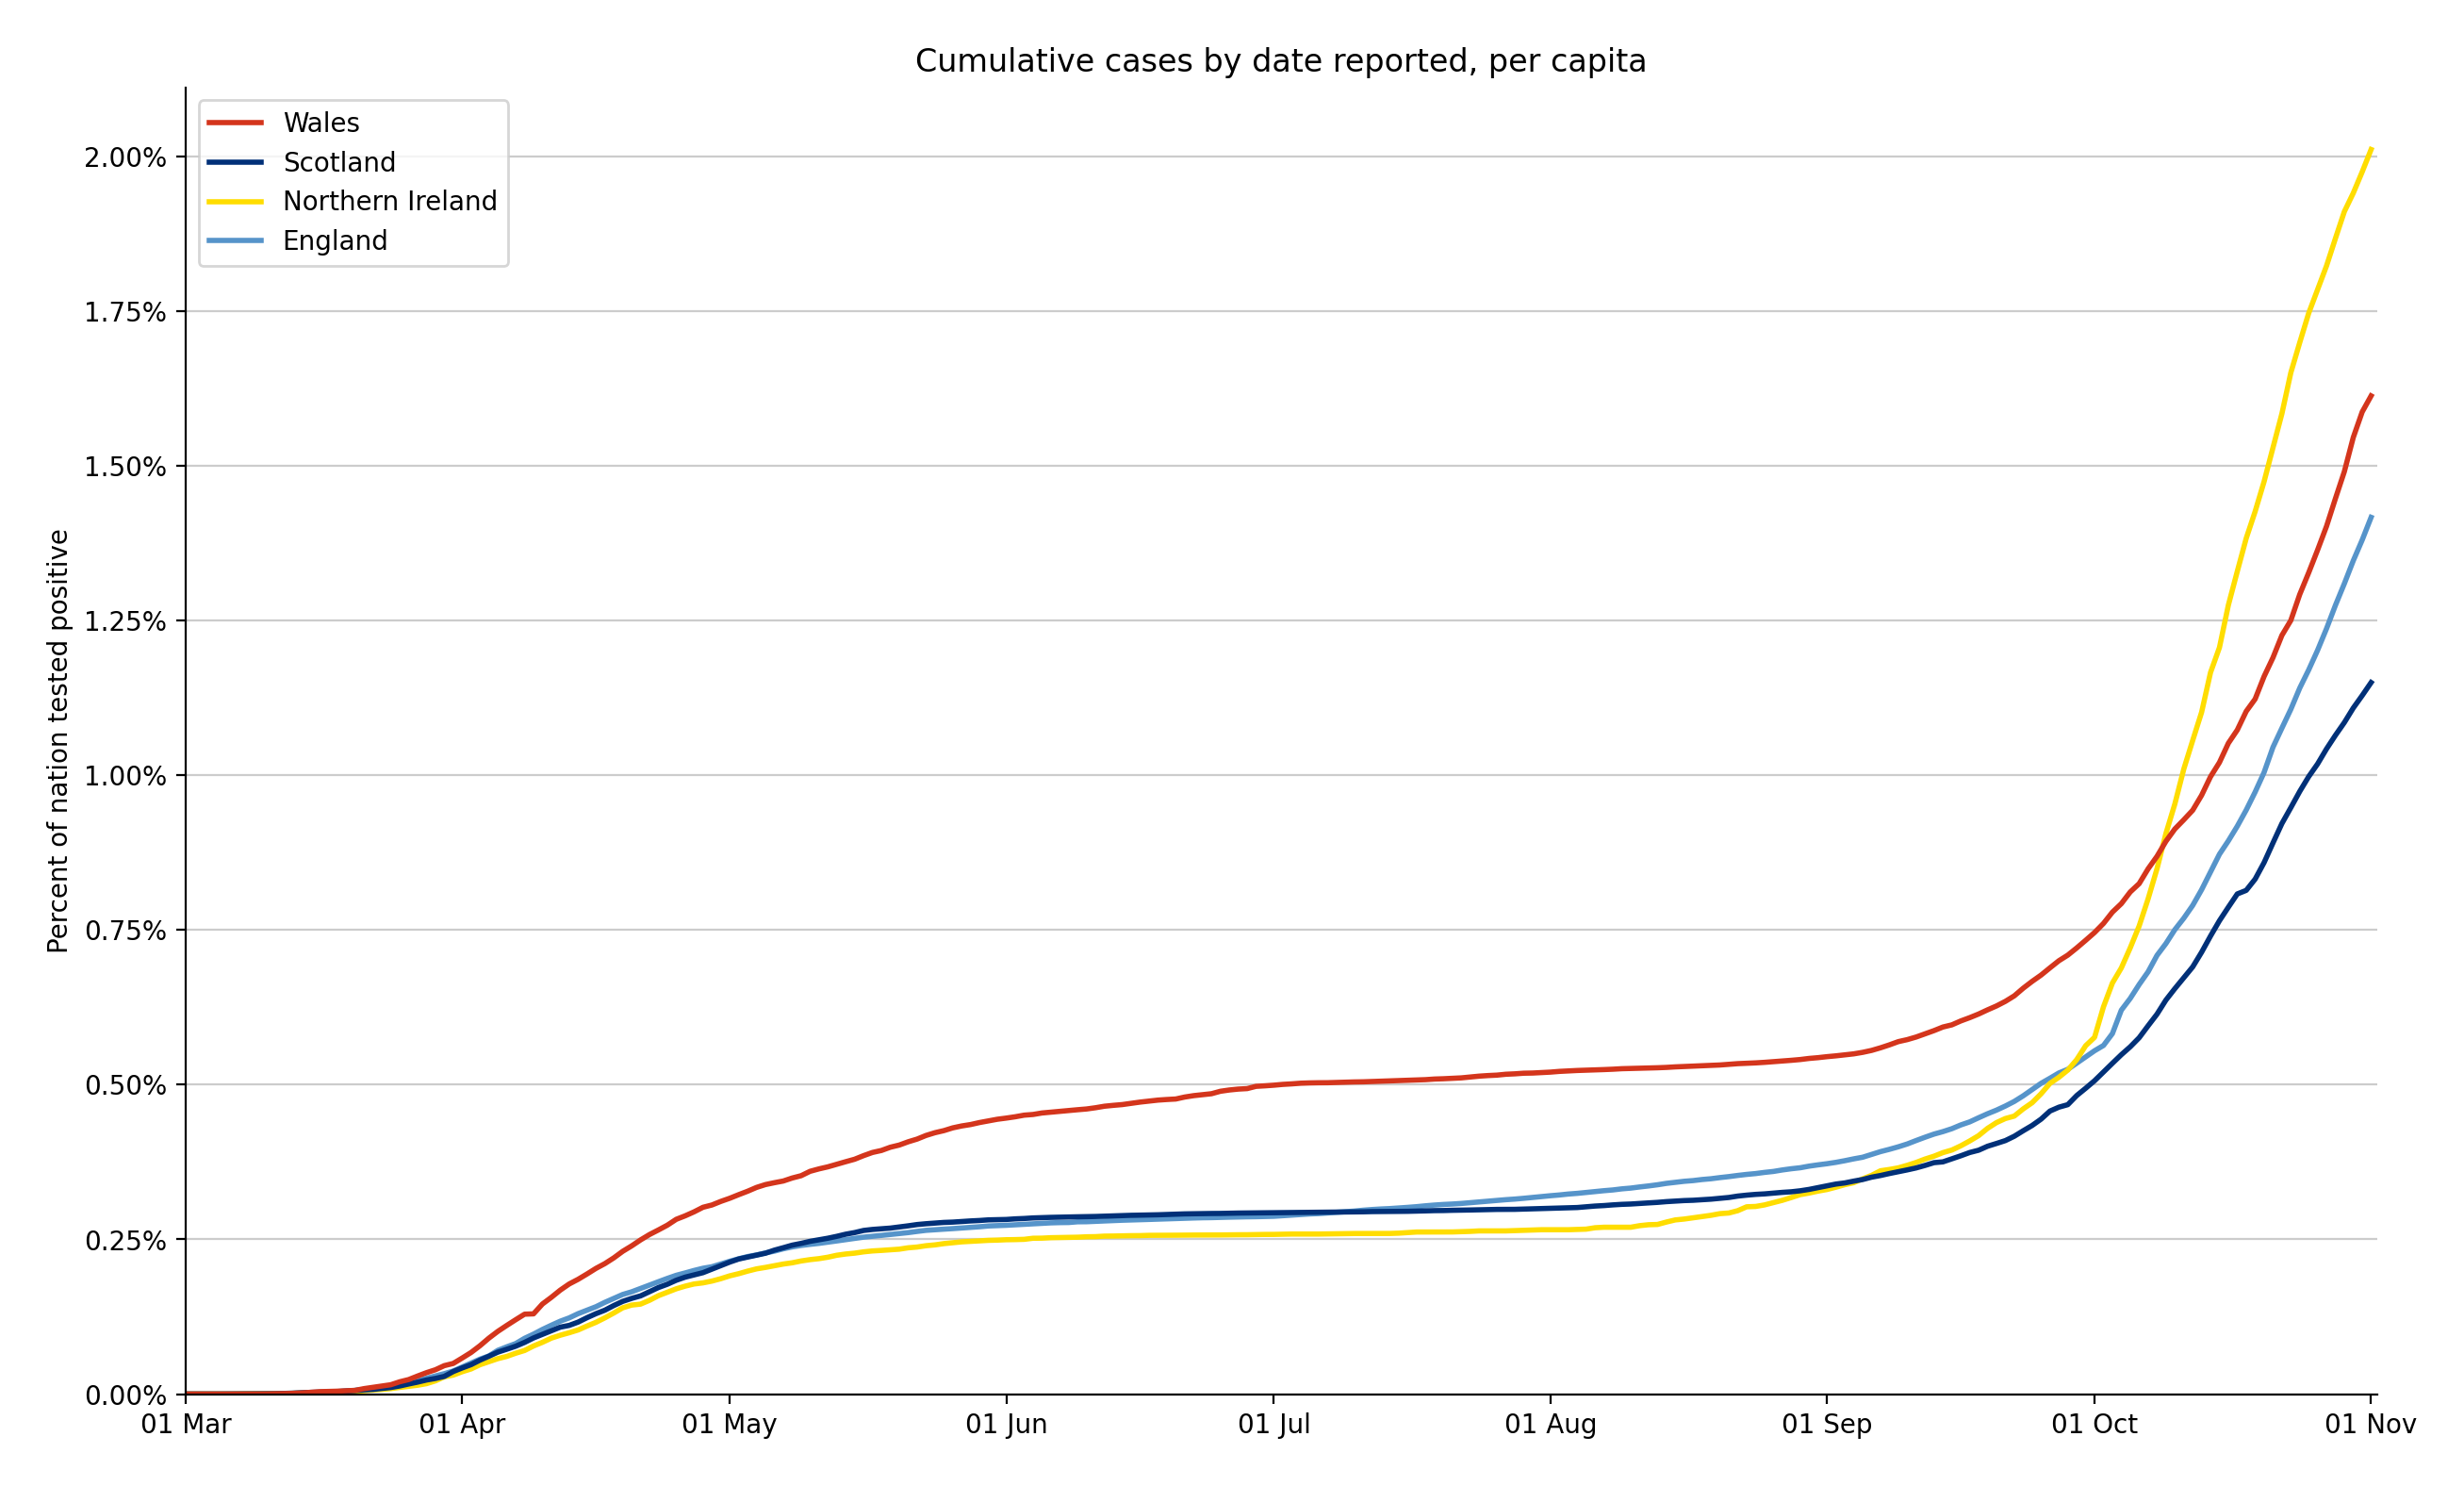 Cumulative cases by date reported, per capita
Wales
Scotland
Northern Ireland
England
Percent of nation tested positive
2.00%
1.75%
1.50%
1.25%
1.00%
0.75%
0.50%
0.25%
0.00%
01 Mar 01 Apr 01 May 01 Jun 01 Jul 01 Aug 01 Sep 01 Oct 01 Nov